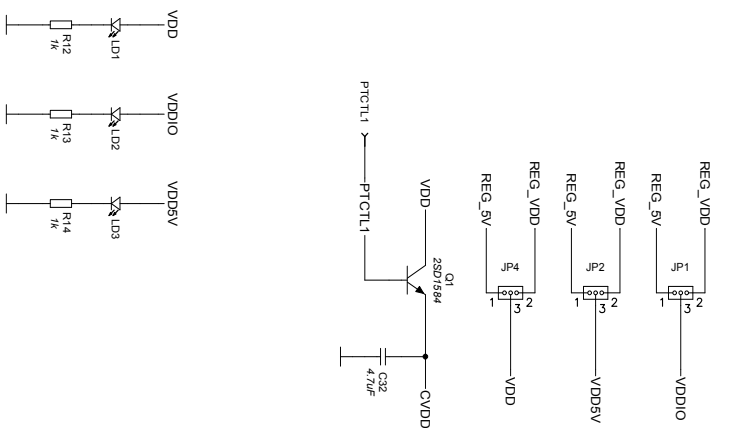 VDD
LD1
R12
1k
VDDIO
LD2
R13
1k
VDD5V
LD3
R14
1k
PTCTL1
PTCTL1
VDD
Q1
2SD1584
C32
4.7uF
CVDD
REG_5V
REG_VDD
JP4
1
2
3
VDD
REG_5V
REG_VDD
JP2
1
2
3
VDD5V
REG_5V
REG_VDD
JP1
1
2
3
VDDIO